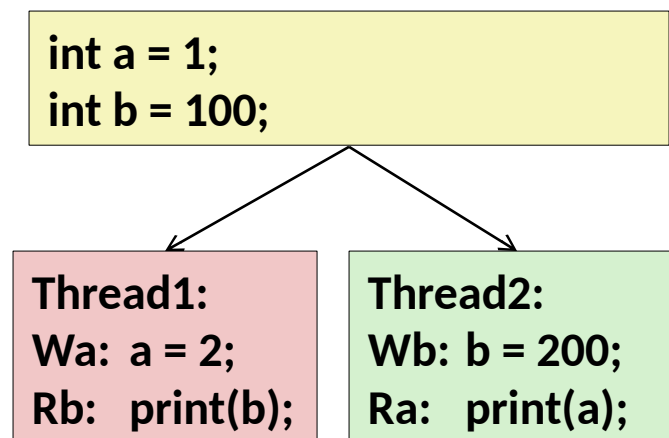 int a = 1;
int b = 100;
Thread1:
Wa: a = 2;
Rb: print(b);
Thread2:
Wb: b = 200;
Ra: print(a);